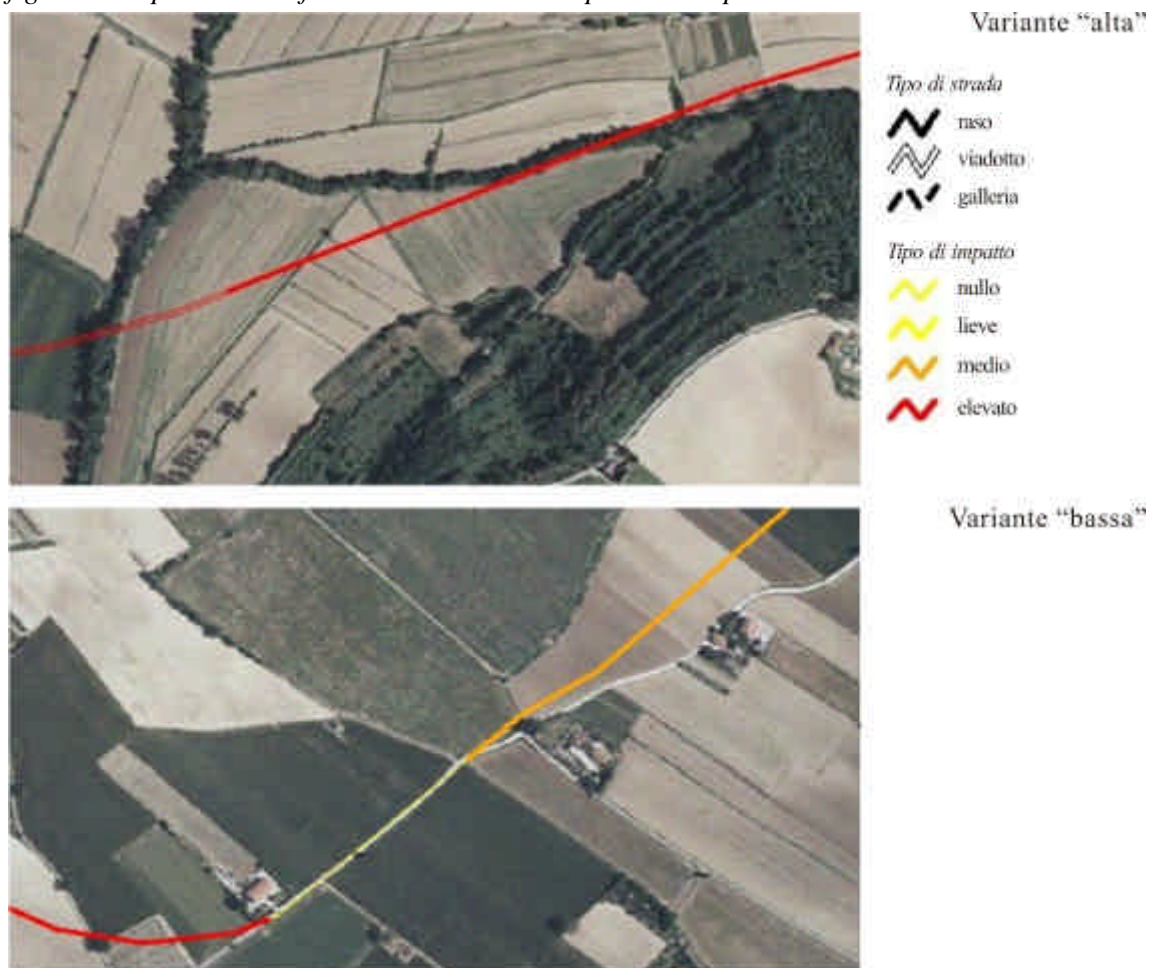 Variante “alta”
Tipo di strada
raso
viadotto
galleria
Tipo di impatto
nullo
lieve
medio
elevato
Variante “bassa”